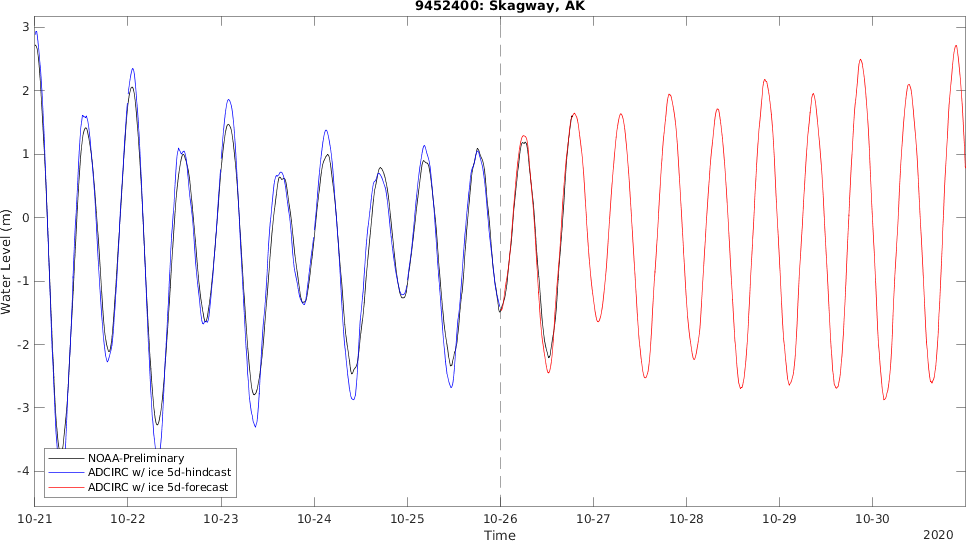 9452400: Skagway, AK
3
2
1
0
-1
-2
-3
-4
Water Level (m)
NOAA-Preliminary
ADCIRC w/ ice 5d-hindcast
ADCIRC w/ ice 5d-forecast
10-21 10-22 10-23 10-24 10-25 10-26 10-27 10-28 10-29 10-30
Time
2020